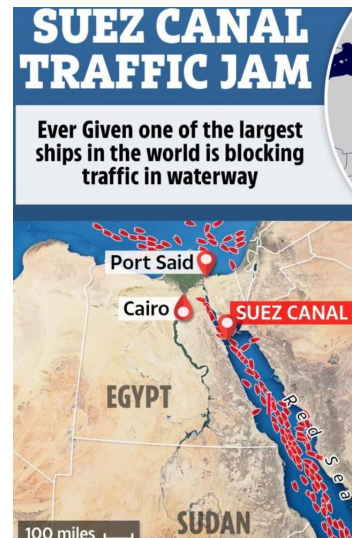 SUEZ CANAL
TRAFFIC JAM
Ever Given one of the largest
ships in the world is blocking
traffic in waterway
Port Said
Cairo
SUEZ CANAL
EGYPT
Red Sea
SUDAN
100 miles